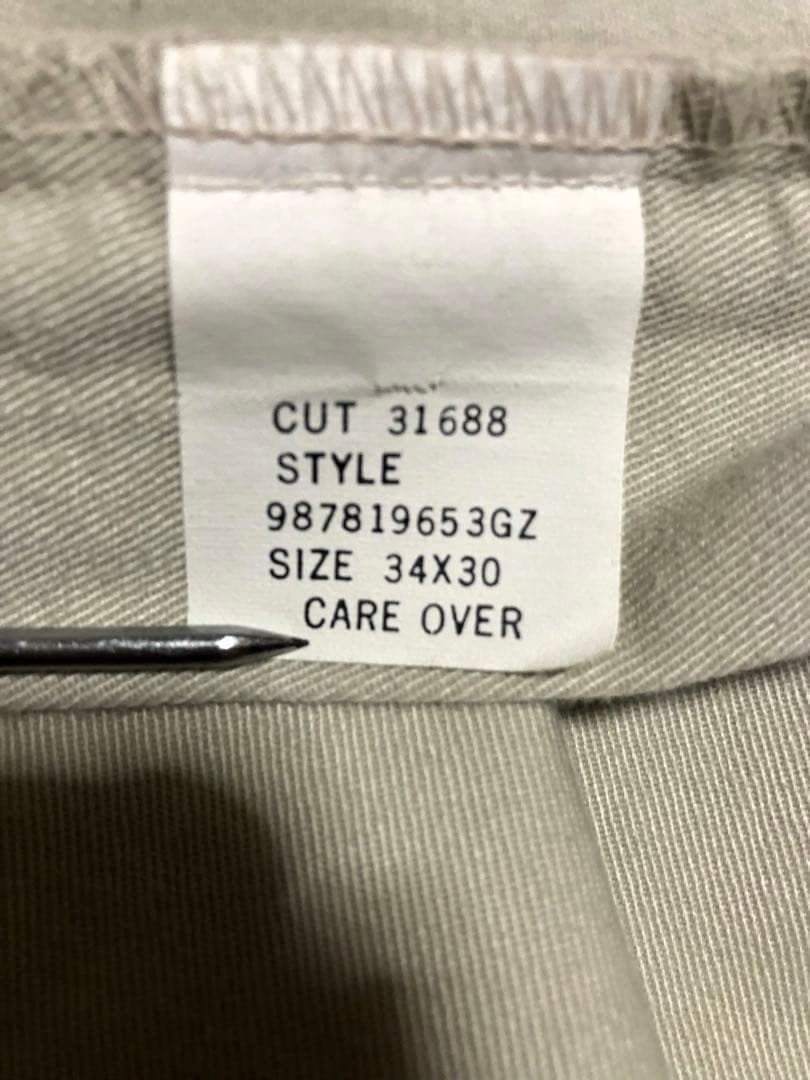 CUT 31688
STYLE
987819653GZ
SIZE 34X30
CARE OVER